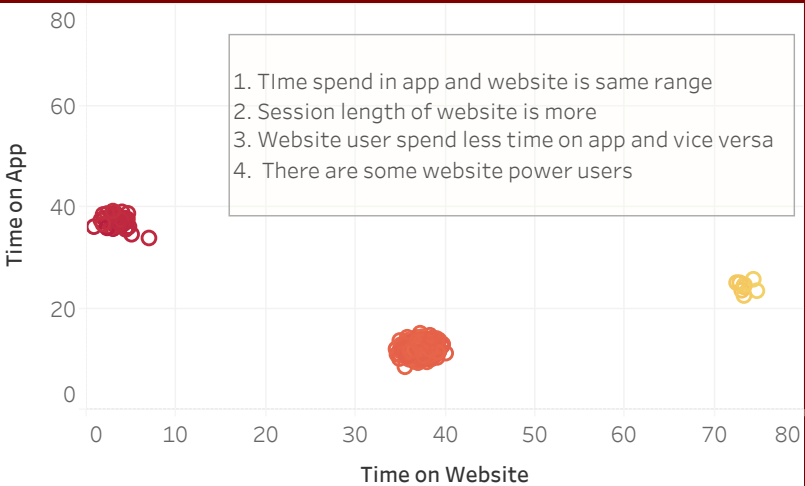 80
60
40
20
0
Time on App
1. TIme spend in app and website is same range
2. Session length of website is more
3. Website user spend less time on app and vice versa
4. There are some website power users
0 10 20 30 40 50 60 70 80
Time on Website